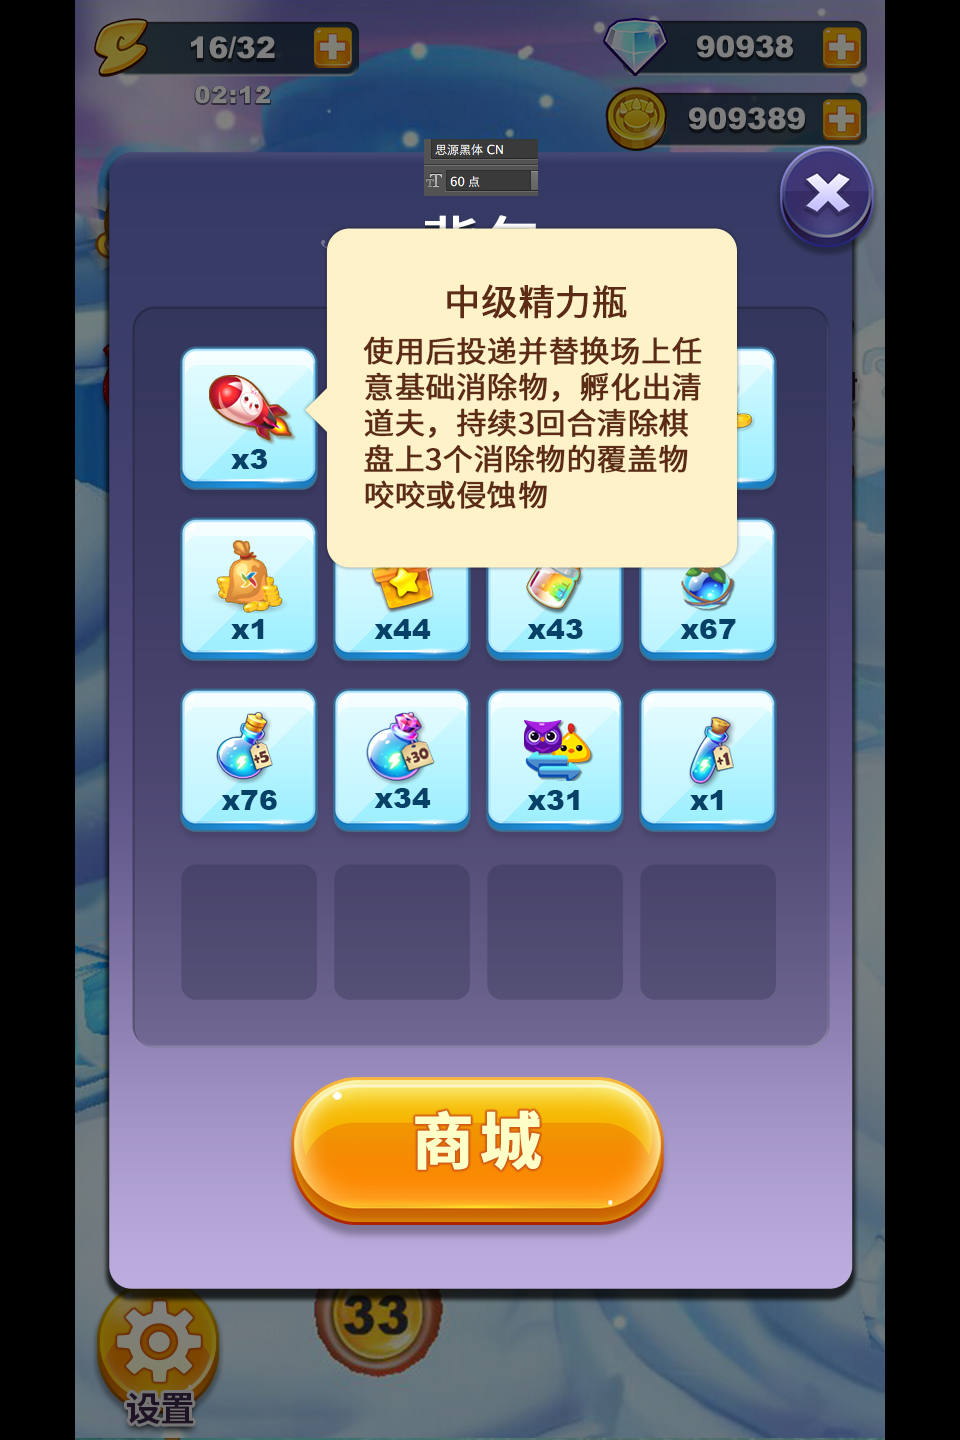 16/32
90938
02:12
909389
思源黑体 CN
60 点
中级精力瓶
使用后投递并替换场上任
意基础消除物，孵化出清
道夫，持续3回合清除棋
盘上3个消除物的覆盖物
咬咬或侵蚀物
x3
x1
x44
x43
x67
+5
+30
+1
x76
x34
x31
x1
商城
33
设置